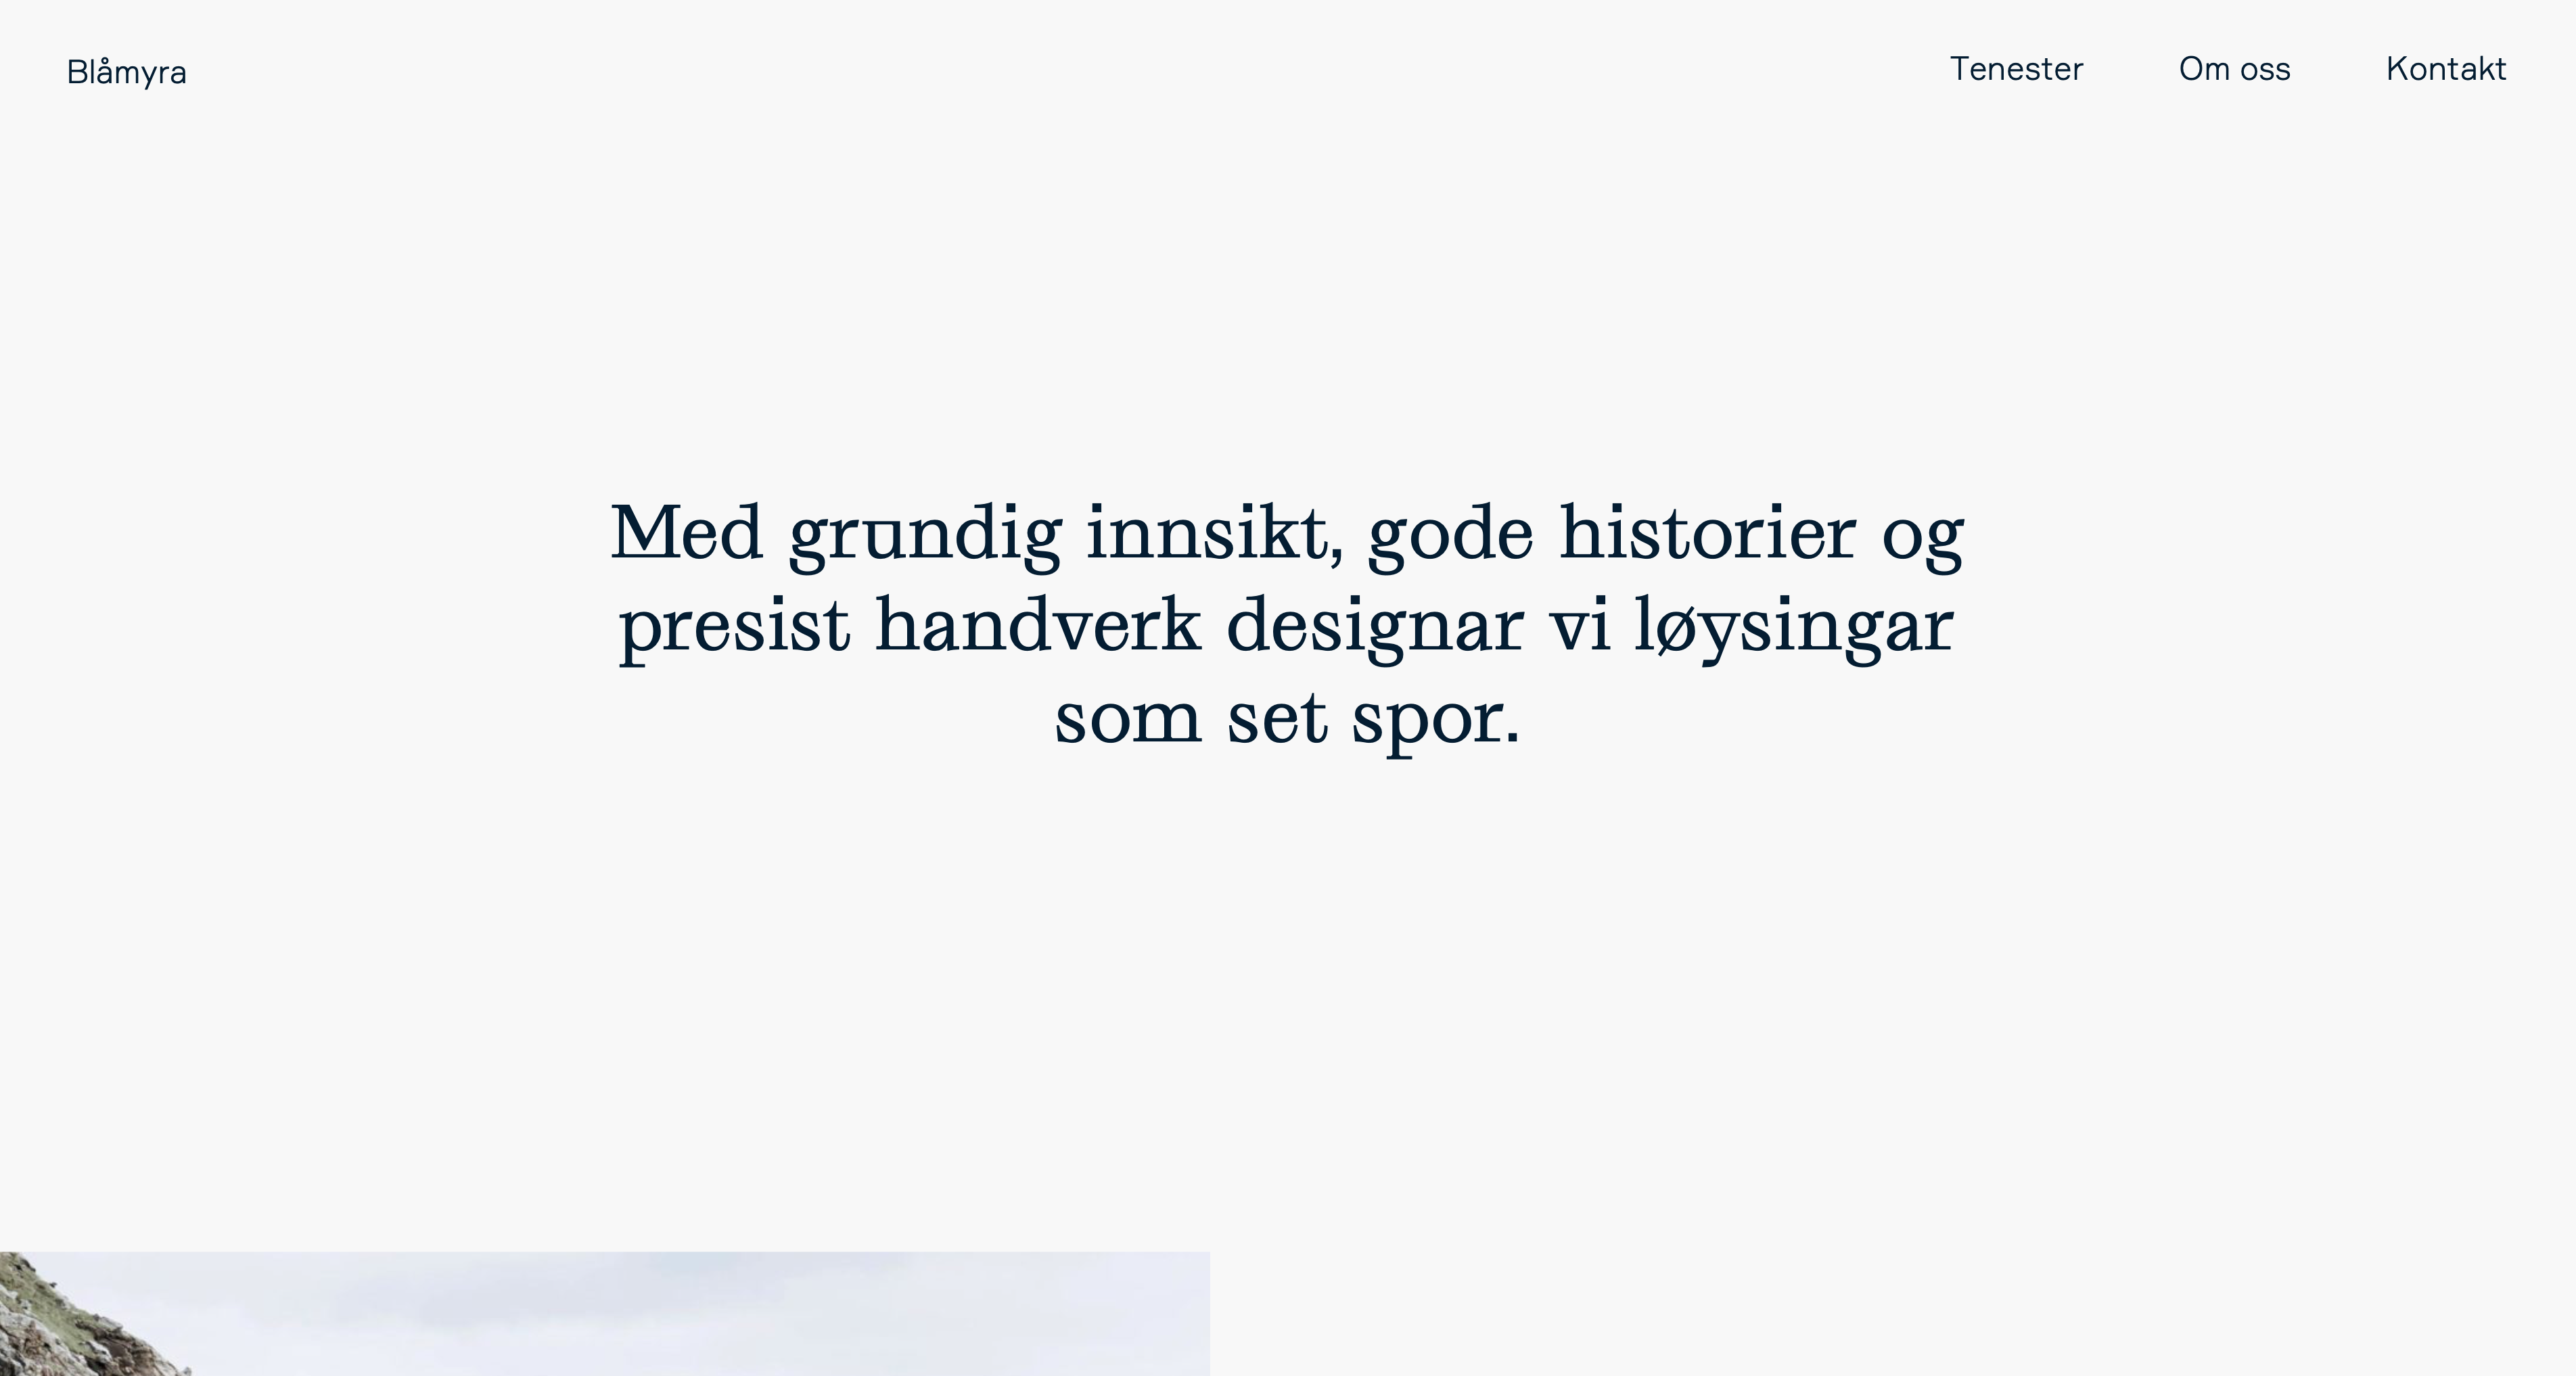 Blåmyra
Tenester
Om oss
Kontakt
Med grundig innsikt, gode historier og
presist handverk designar vi løysingar
som set spor.